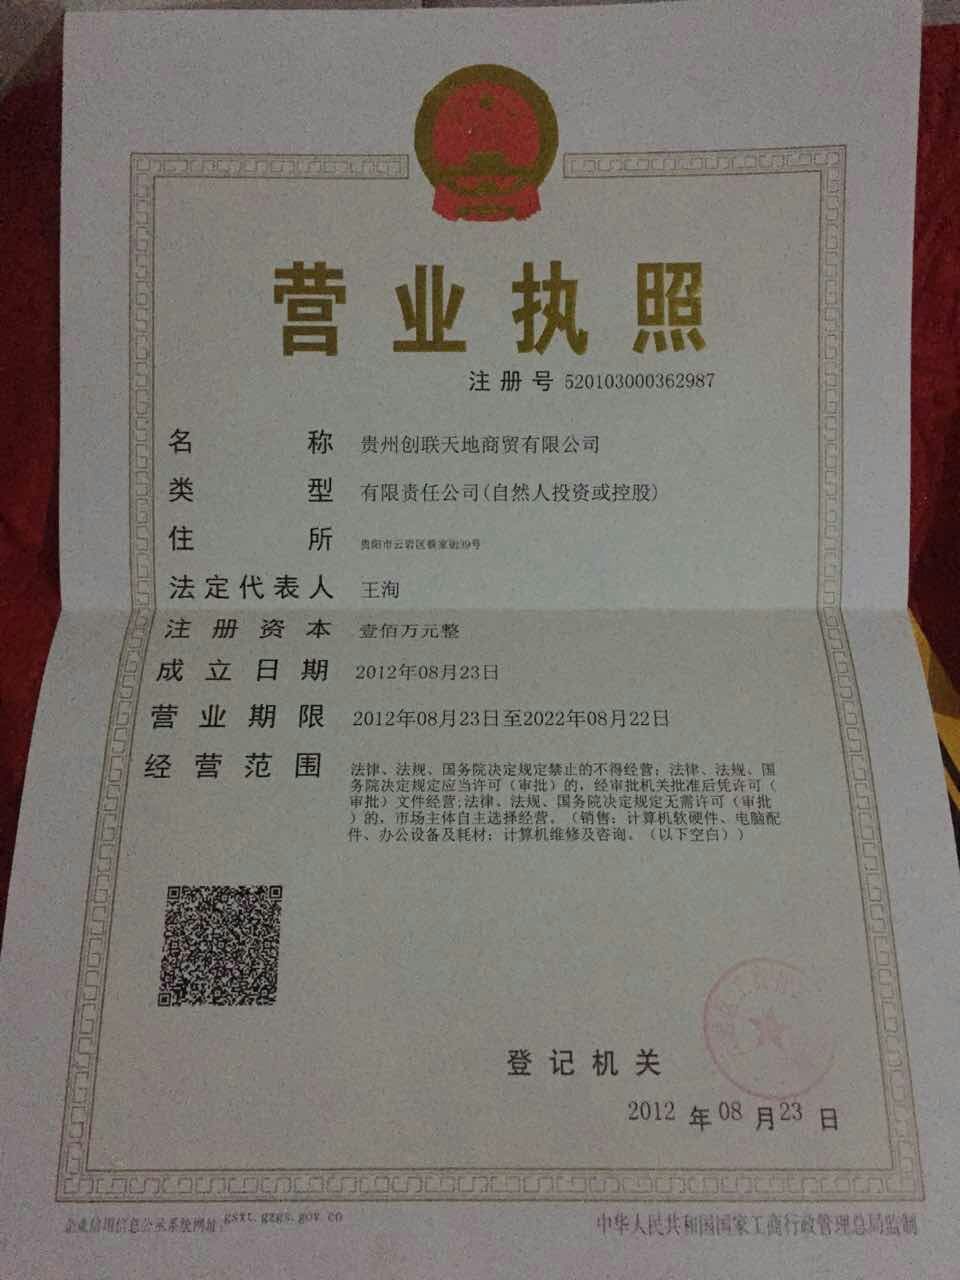 营业执照
注册号 520103000362987
名称 贵州创联天地商贸有限公司
类型 有限责任公司(自然人投资或控股)
住所 贵阳市云岩区蔡家街39号
法定代表人 王洵
注册资本 壹佰万元整
成立日期 2012年08月23日
营业期限 2012年08月23日至2022年08月22日
经营范围 法律、法规、国务院决定规定禁止的不得经营；法律、法规、国
务院决定规定应当许可（审批）的，经审批机关批准后凭许可（
审批）文件经营;法律、法规、国务院决定规定无需许可（审批
）的，市场主体自主选择经营。（销售：计算机软硬件、电脑配
件、办公设备及耗材；计算机维修及咨询。（以下空白））
登记机关
2012 年 08 月 23 日
企业信用信息公示系统网址: gsxt.gzgs.gov.cn
中华人民共和国国家工商行政管理总局监制